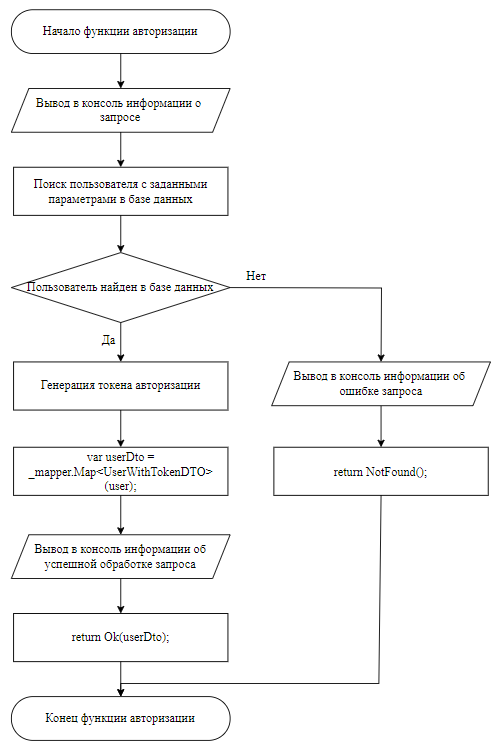 Начало функции авторизации
Вывод в консоль информации о
запросе
Поиск пользователя с заданными
параметрами в базе данных
Пользователь найден в базе данных
Нет
Да
Генерация токена авторизации
Вывод в консоль информации об
ошибке запроса
var userDto =
_mapper.Map<UserWithTokenDTO>
(user);
return NotFound();
Вывод в консоль информации об
успешной обработке запроса
return Ok(userDto);
Конец функции авторизации